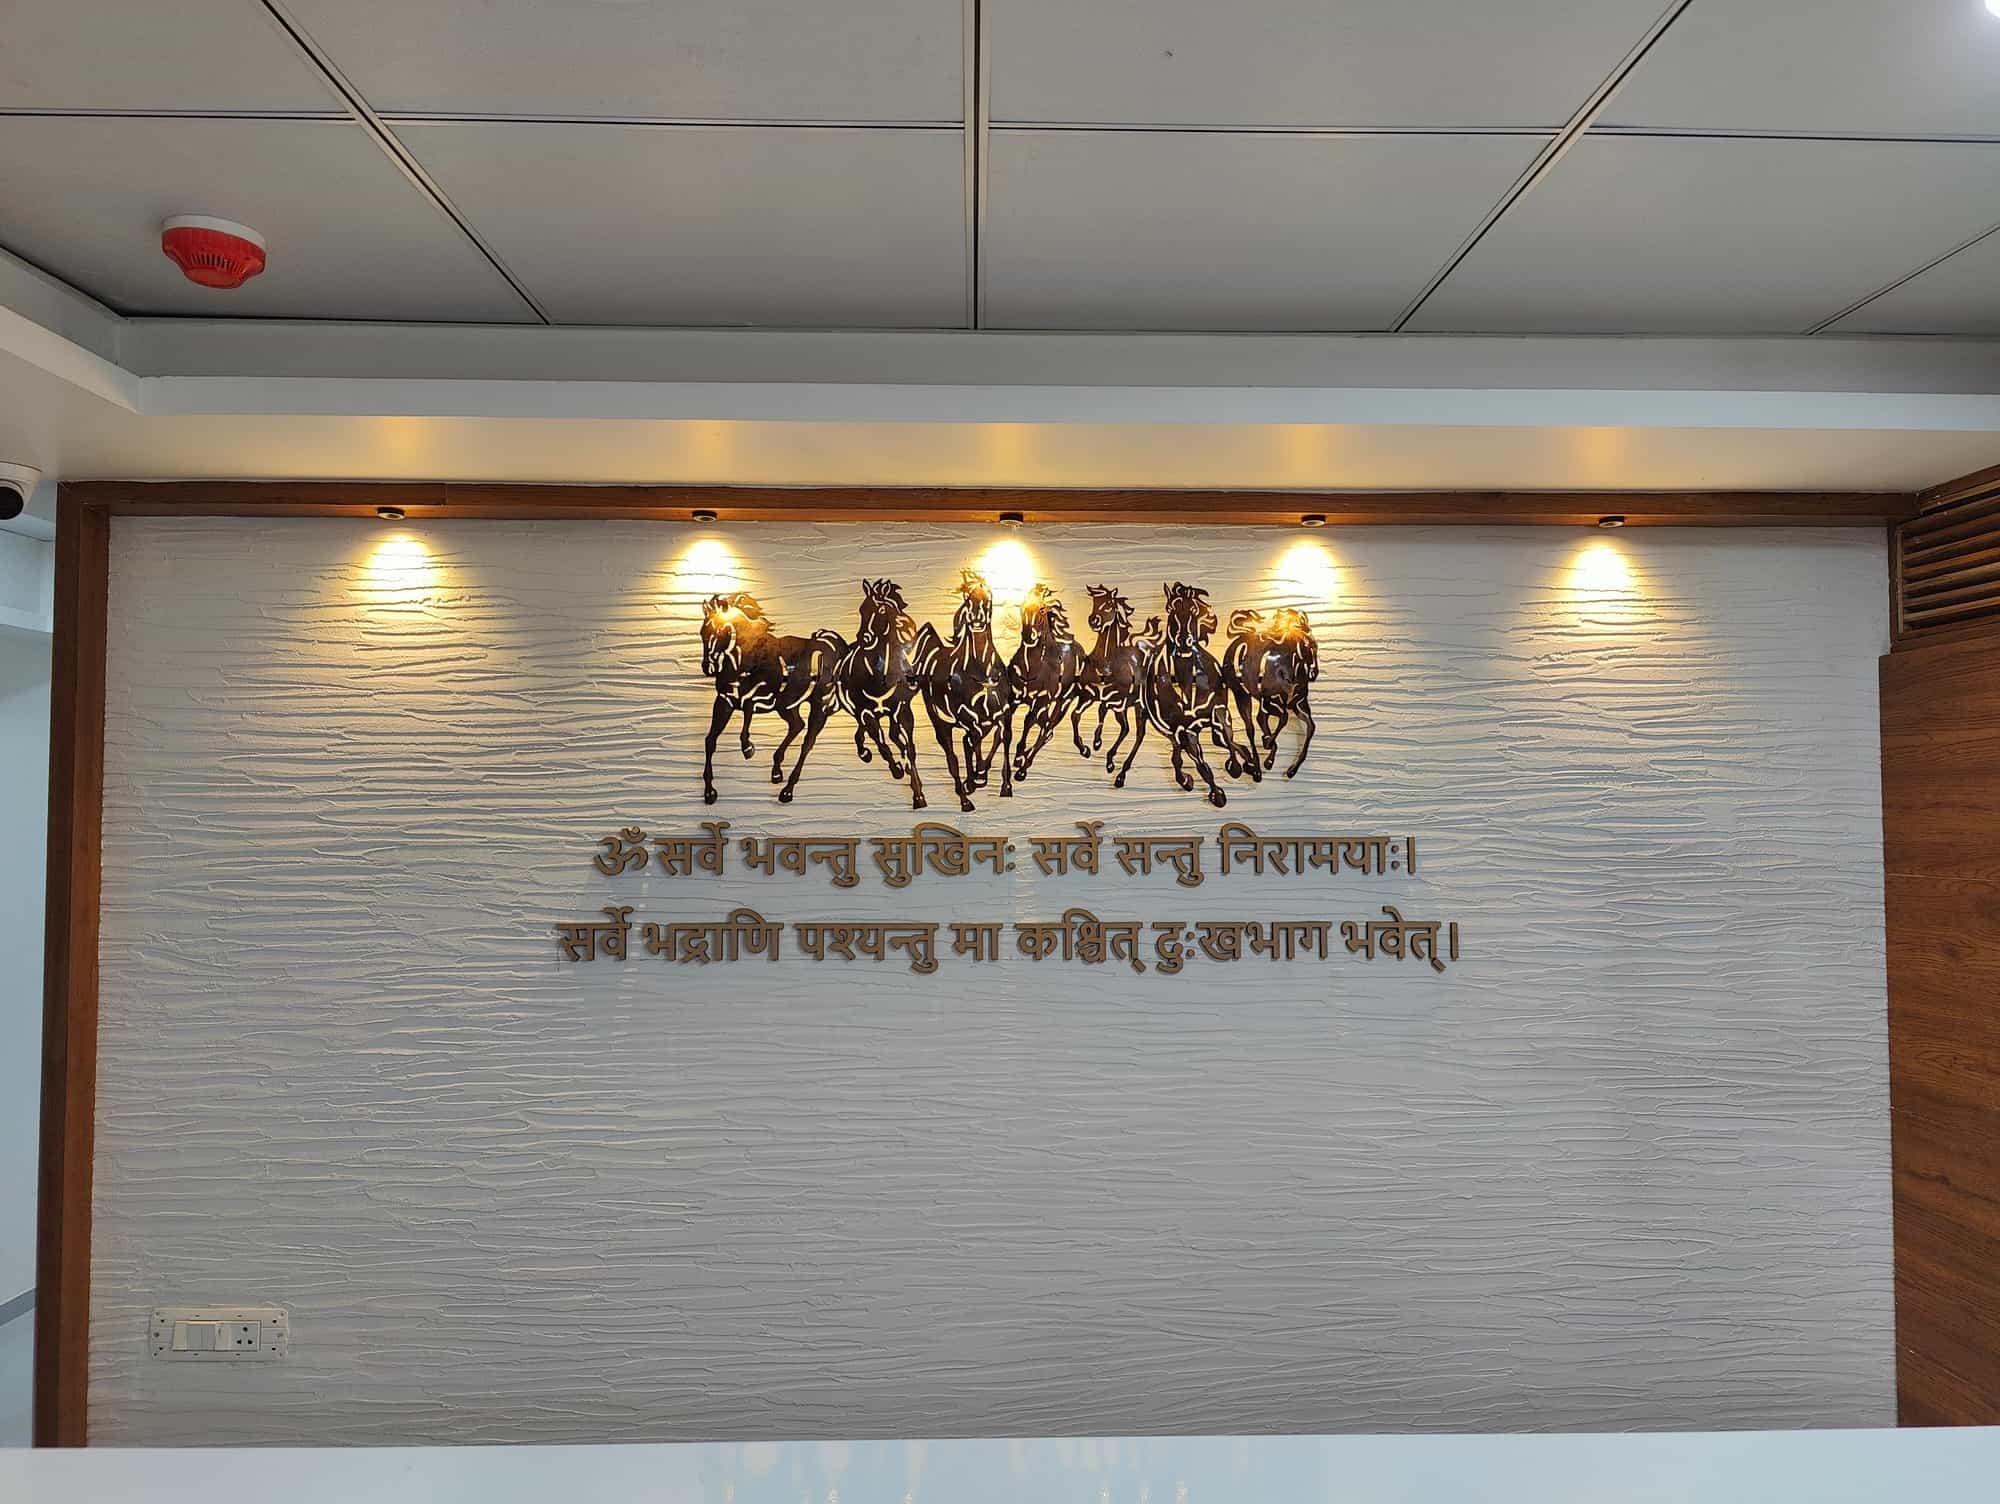 ॐ सर्वे भवन्तु सुखिनः सर्वे सन्तु निरामयाः।
सर्वे भद्राणि पश्यन्तु मा कश्चित् दुःखभाग भवेत्।